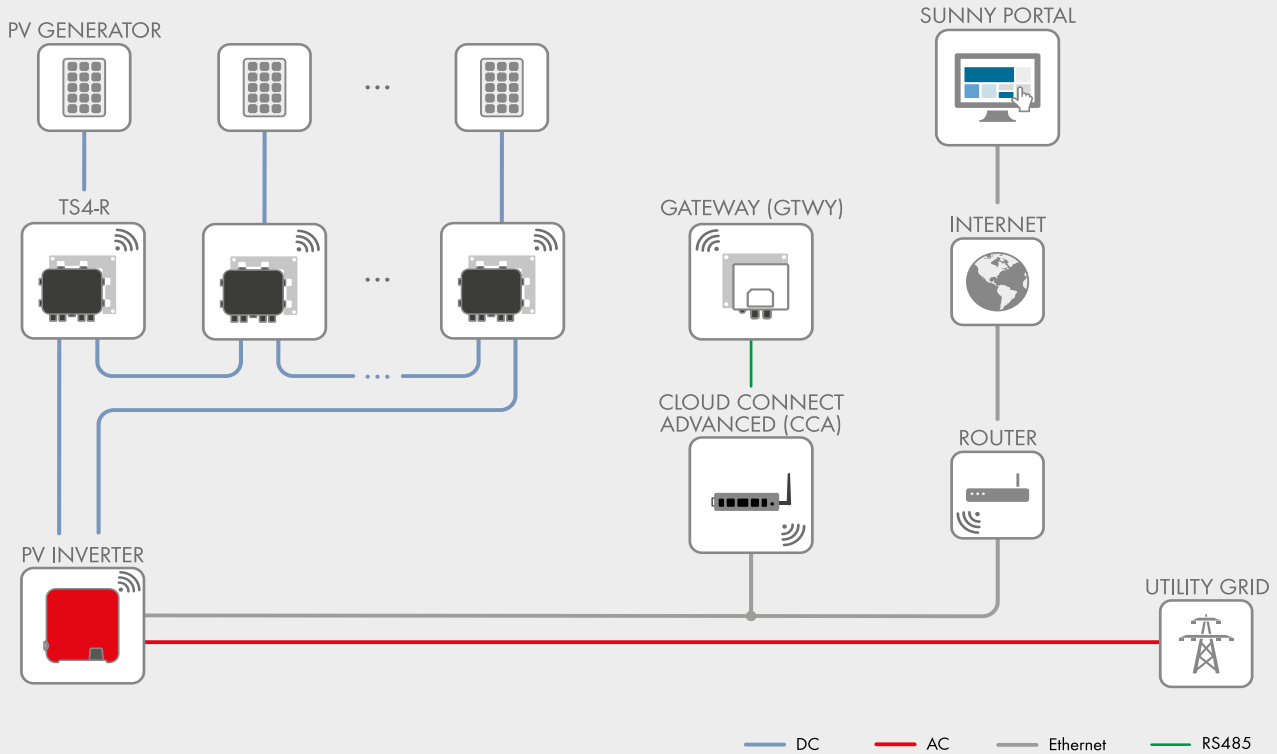 PV GENERATOR
SUNNY PORTAL
...
TS4-R
GATEWAY (GTWY)
INTERNET
...
...
CLOUD CONNECT
ADVANCED (CCA)
ROUTER
PV INVERTER
UTILITY GRID
DC
AC
Ethernet
RS485